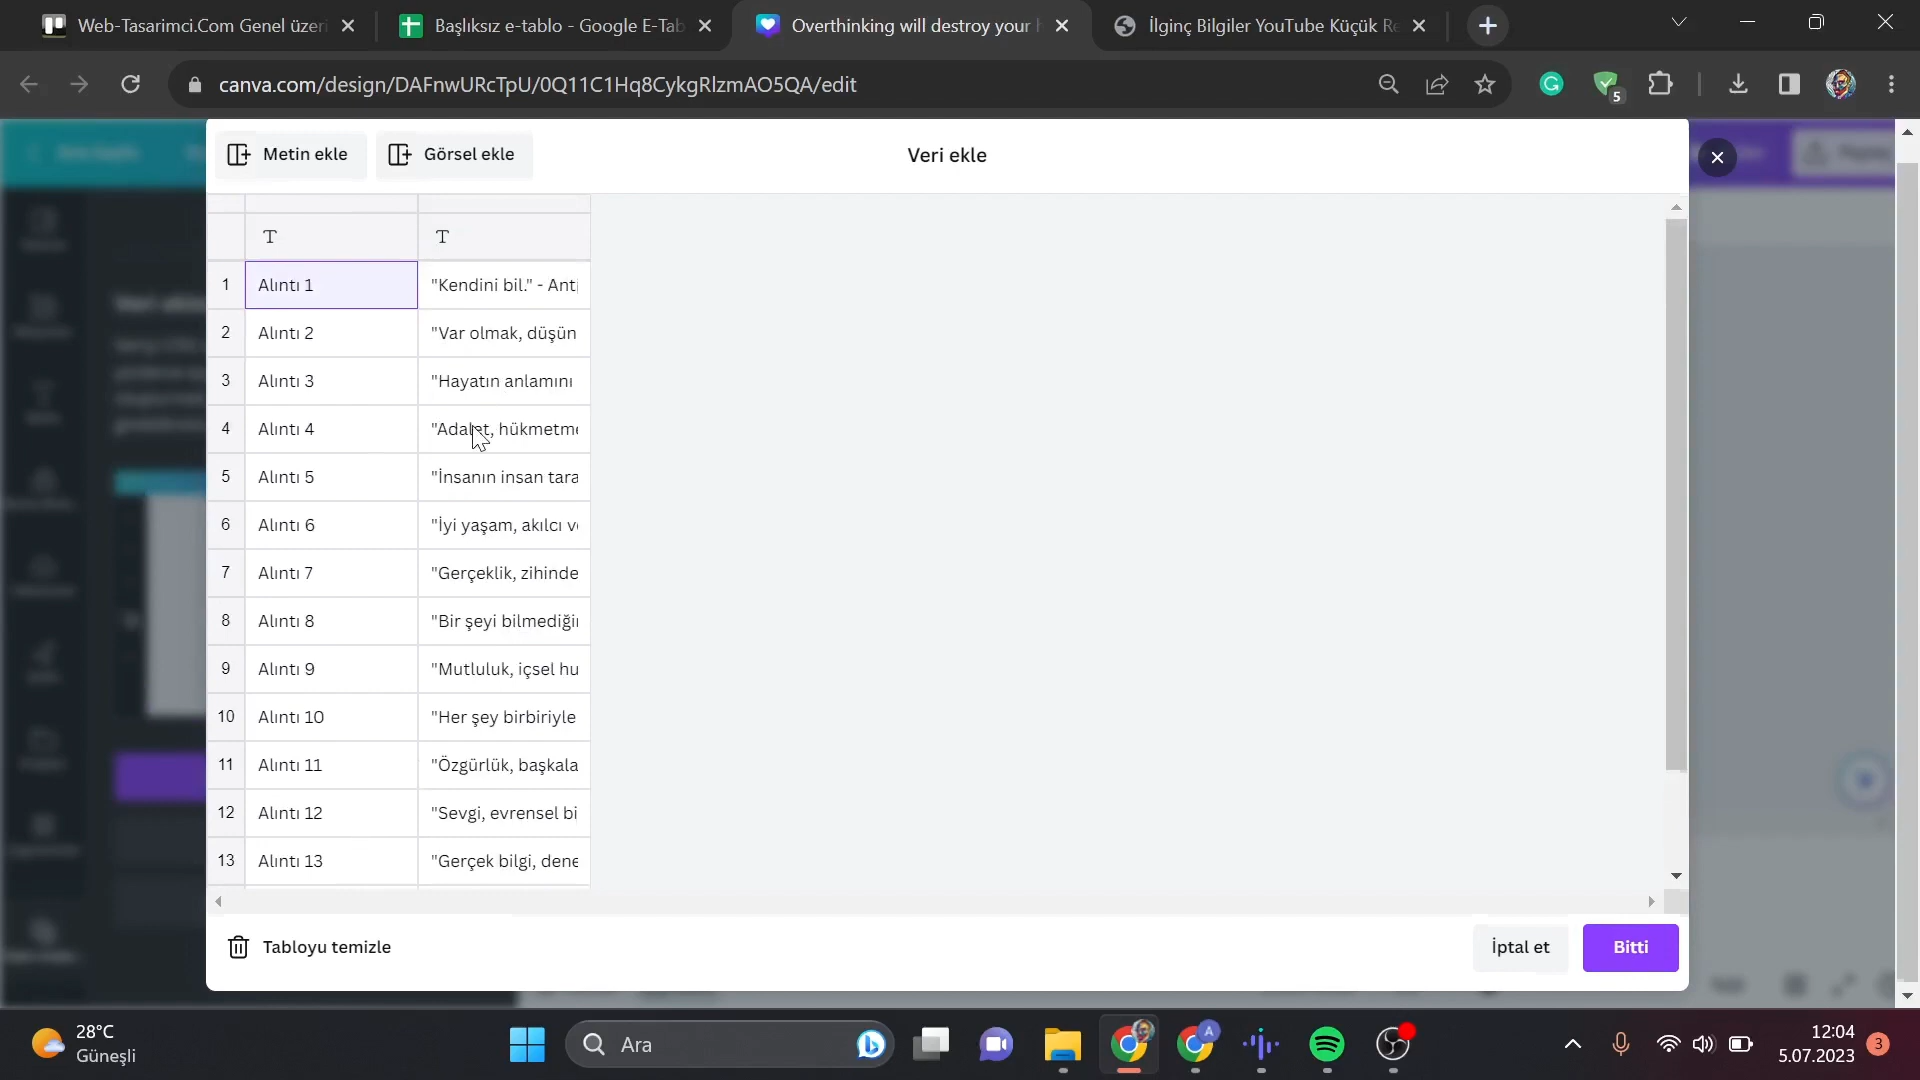 Web-Tasarimci.Com Genel üzeri
Başlıksız e-tablo - Google E-Tab
Overthinking will destroy your h
İlginç Bilgiler YouTube Küçük Re
canva.com/design/DAFnwURcTpU/0Q11C1Hq8CykgRlzmAO5QA/edit
5
Metin ekle
Görsel ekle
Veri ekle
T T
1 Alıntı 1 "Kendini bil." - Anti
2 Alıntı 2 "Var olmak, düşün
3 Alıntı 3 "Hayatın anlamını
4 Alıntı 4 "Adalet, hükmetme
5 Alıntı 5 "İnsanın insan tara
6 Alıntı 6 "İyi yaşam, akılcı ve
7 Alıntı 7 "Gerçeklik, zihinde
8 Alıntı 8 "Bir şeyi bilmediğin
9 Alıntı 9 "Mutluluk, içsel hu
10 Alıntı 10 "Her şey birbiriyle
11 Alıntı 11 "Özgürlük, başkala
12 Alıntı 12 "Sevgi, evrensel bi
13 Alıntı 13 "Gerçek bilgi, dene
Tabloyu temizle
İptal et
Bitti
28°C
Güneşli
Ara
A
12:04
5.07.2023
3